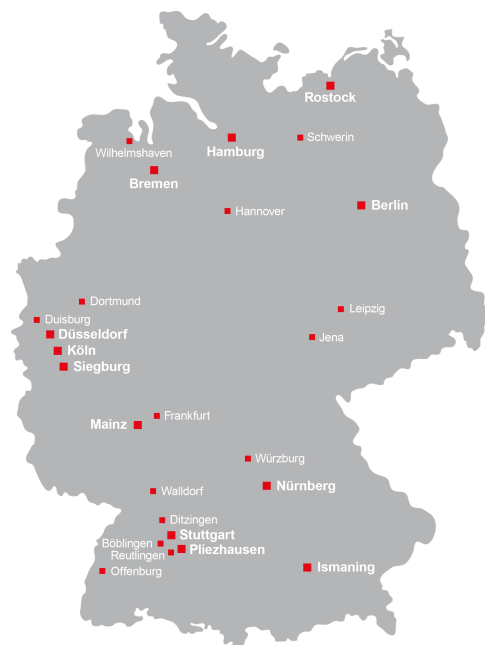 Rostock
Schwerin
Hamburg
Wilhelmshaven
Bremen
Berlin
Hannover
Dortmund
Leipzig
Duisburg
Düsseldorf
Jena
Köln
Siegburg
Frankfurt
Mainz
Würzburg
Nürnberg
Walldorf
Ditzingen
Stuttgart
Böblingen
Pliezhausen
Reutlingen
Ismaning
Offenburg